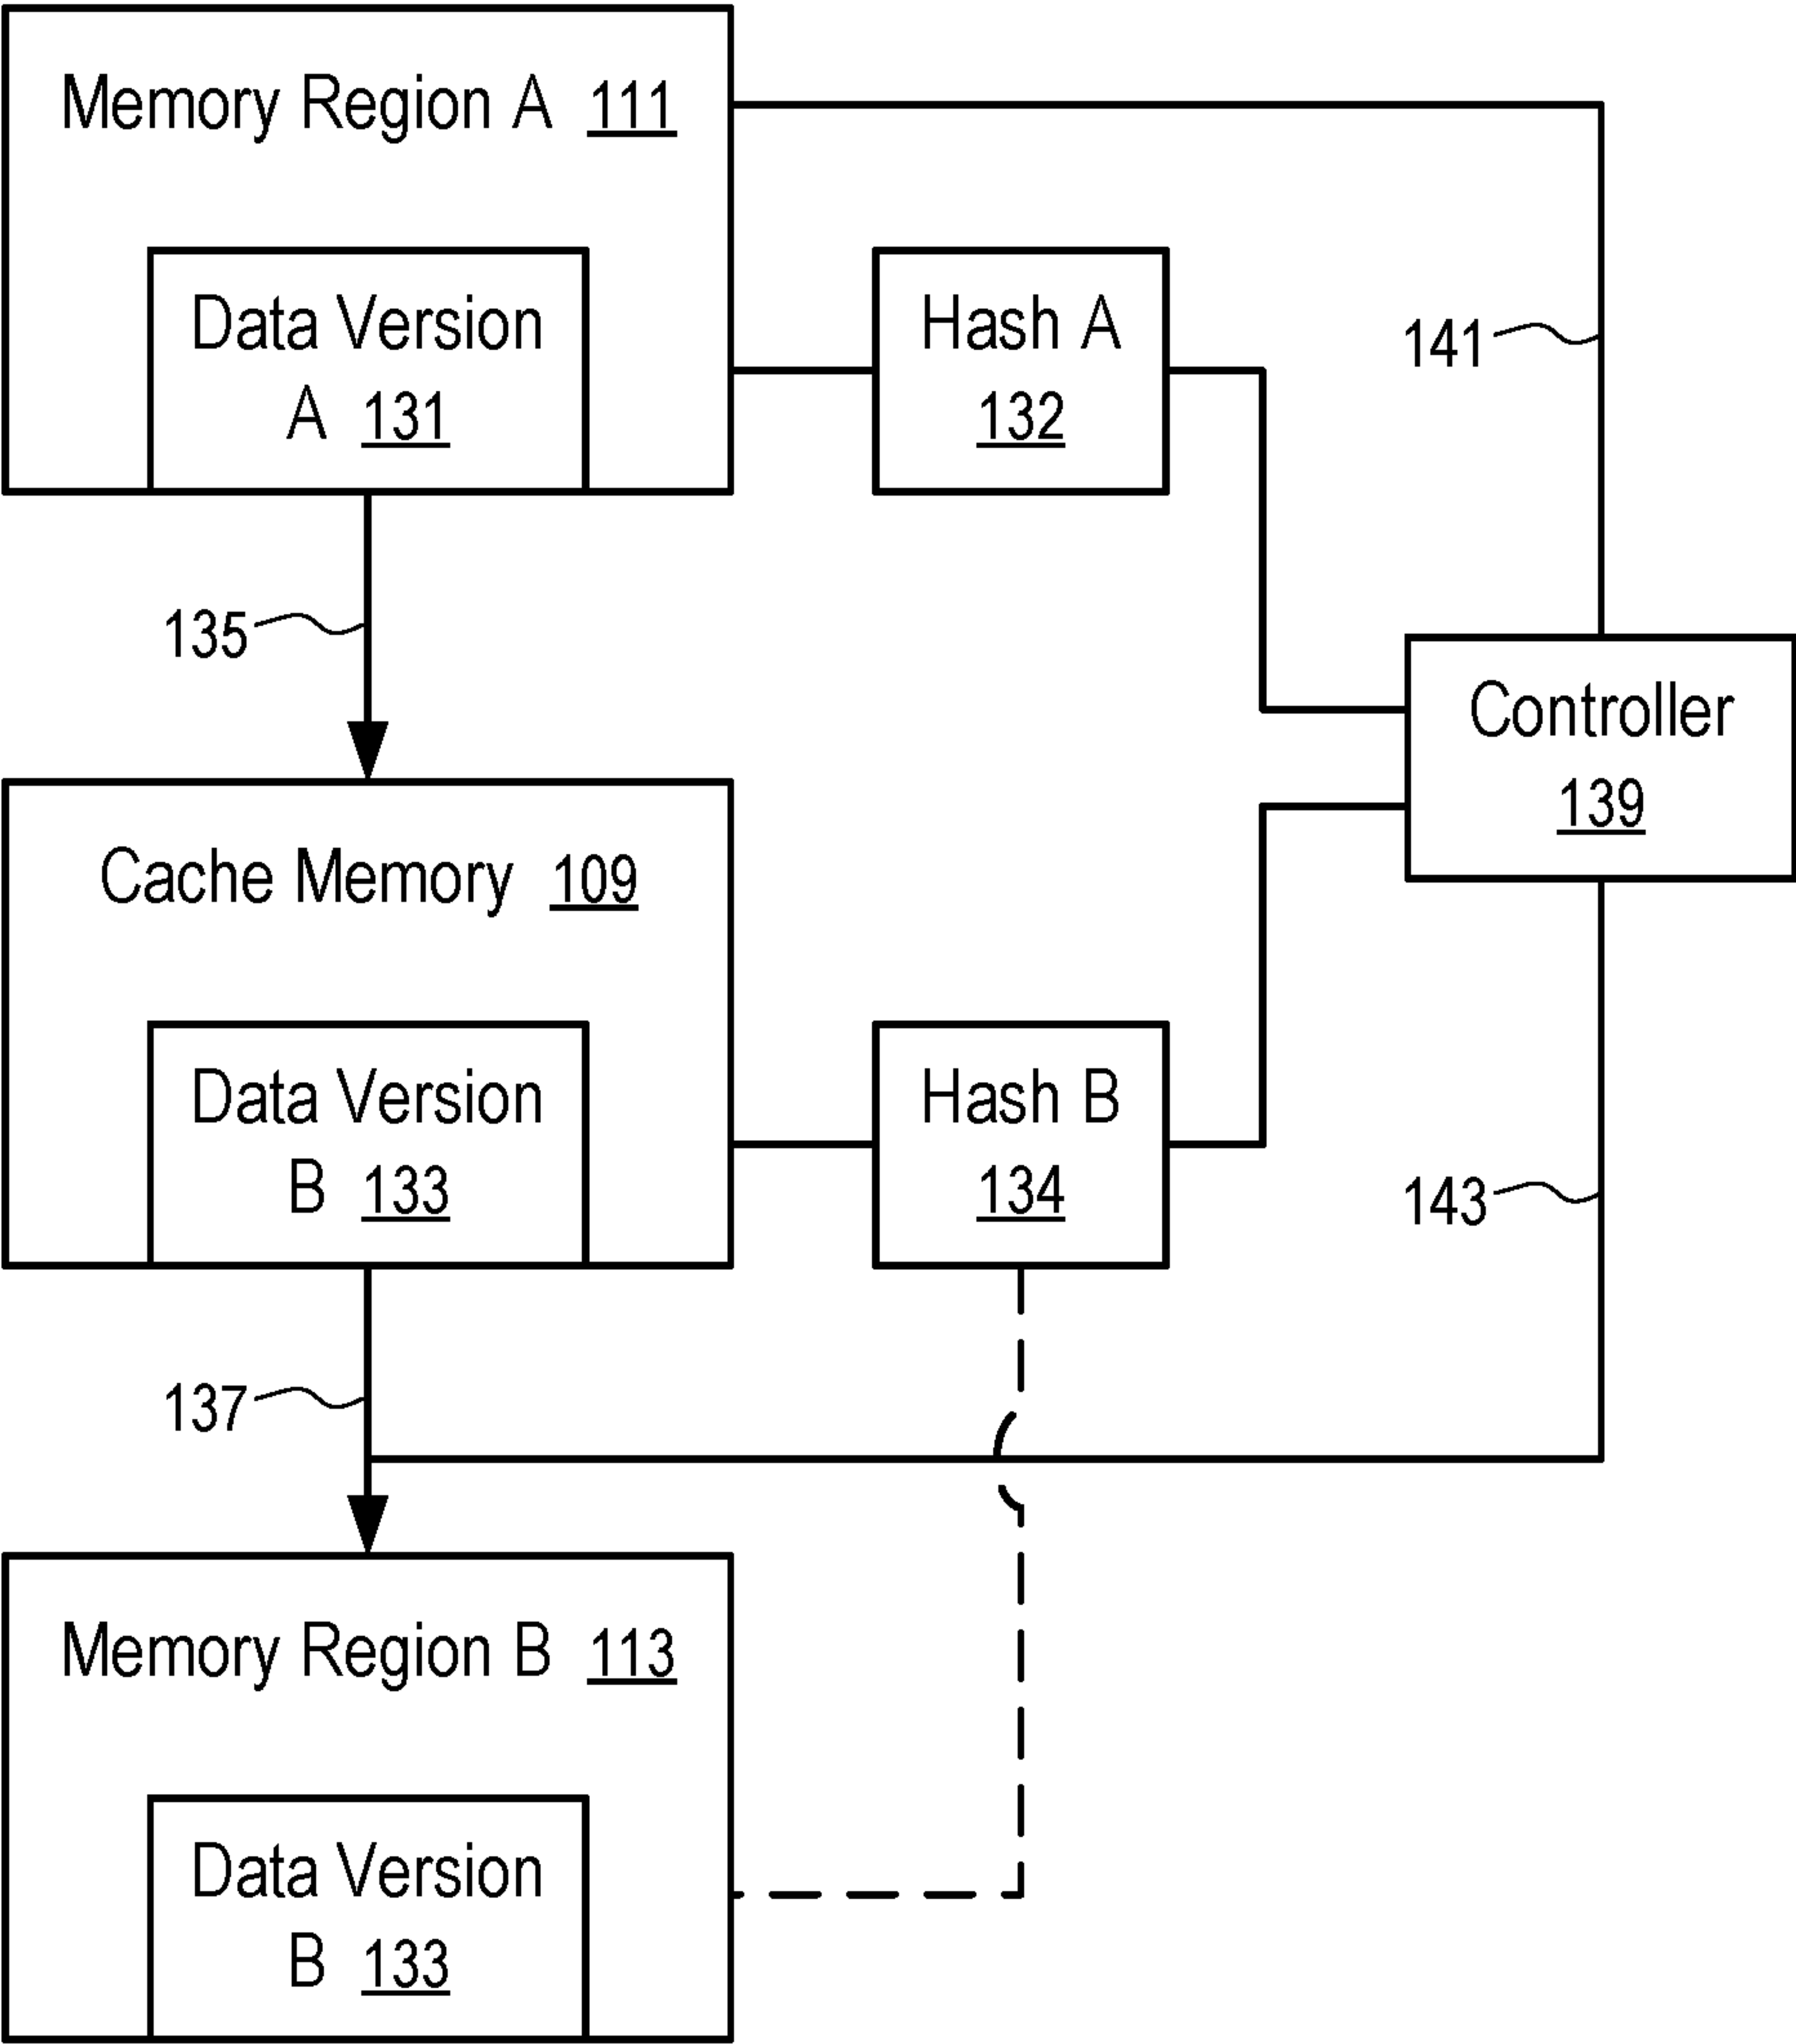 Memory Region A 111
Data Version
A 131
Hash A
132
141
135
Controller
139
Cache Memory 109
Data Version
B 133
Hash B
134
143
137
Memory Region B 113
Data Version
B 133